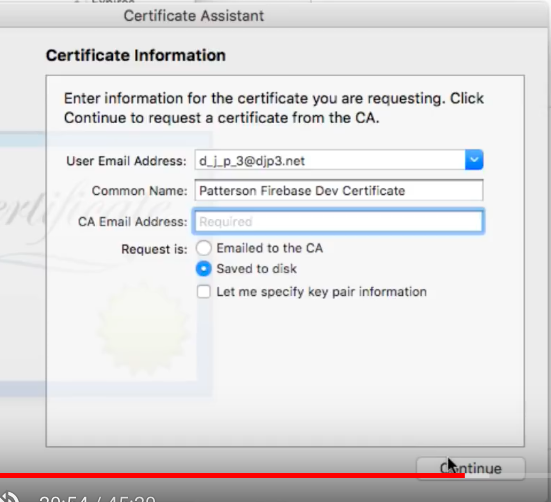 Expires
Certificate Assistant
Certificate Information
Enter information for the certificate you are requesting. Click
Continue to request a certificate from the CA.
User Email Address: d_j_p_3@djp3.net
Common Name: Patterson Firebase Dev Certificate
CA Email Address: Required
Request is: Emailed to the CA
Saved to disk
Let me specify key pair information
Continue